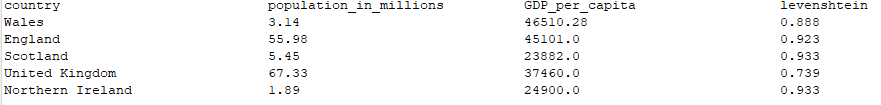 country population_in_millions GDP_per_capita levenshtein
Wales 3.14 46510.28 0.888
England 55.98 45101.0 0.923
Scotland 5.45 23882.0 0.933
United Kingdom 67.33 37460.0 0.739
Northern Ireland 1.89 24900.0 0.933